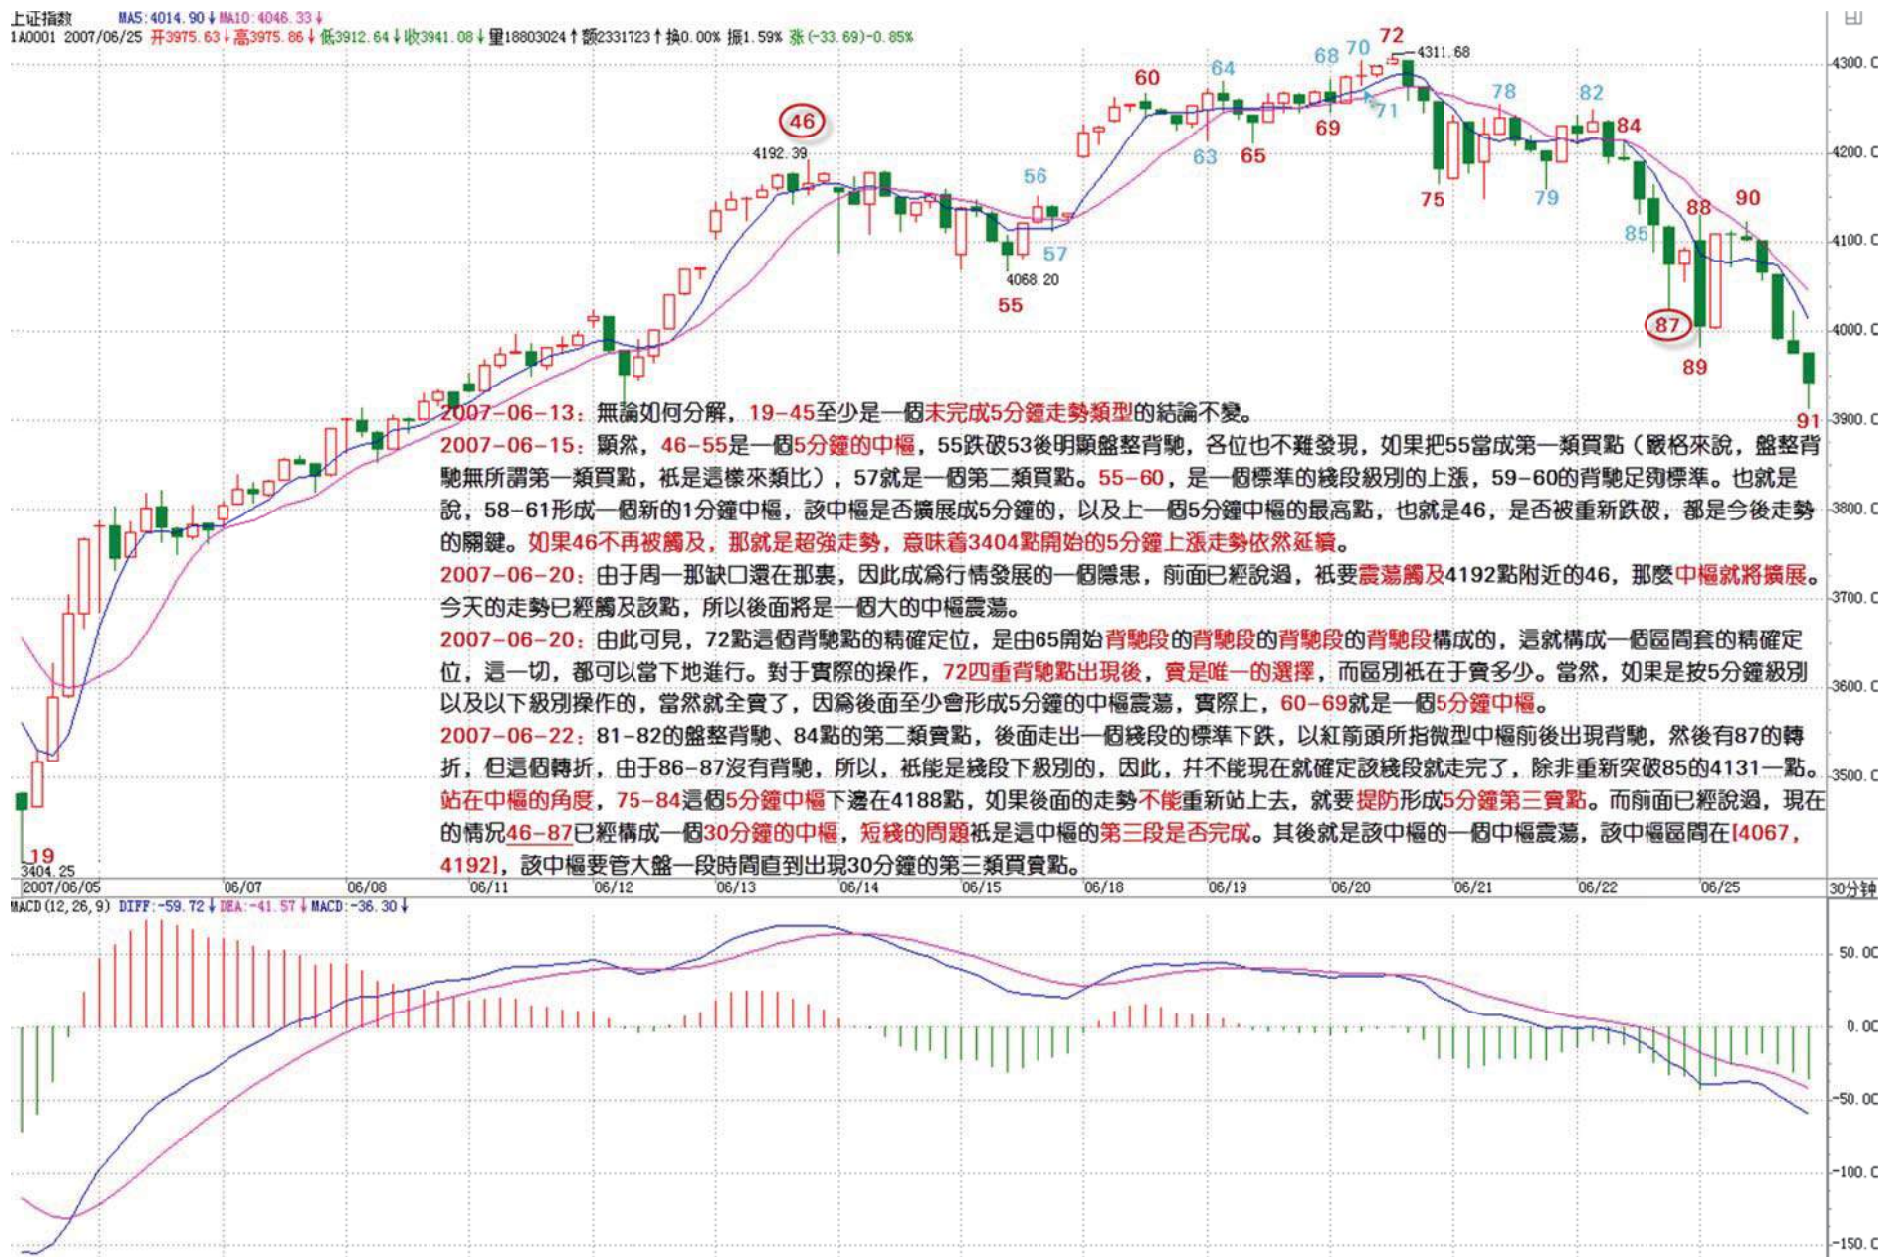 上证指数 MA5:4014.90↓MA10:4046.33↓
1A0001 2007/06/25 开3975.63↓高3975.86↓低3912.64↓收3941.08↓量18803024↑额2331723↑换0.00% 振1.59% 涨(-33.69)-0.85%
72
4311.68
70
68
64
60
71
69
65
63
46
4192.39
56
57
55
4068.20
78
82
84
75
79
85
88
90
87
89
91
4300.0
4200.0
4100.0
4000.0
3900.0
3800.0
3700.0
3600.0
3500.0
2007-06-13：無論如何分解，19-45至少是一個未完成5分鐘走勢類型的結論不變。
2007-06-15：顯然，46-55是一個5分鐘的中樞，55跌破53後明顯盤整背馳，各位也不難發現，如果把55當成第一類買點（嚴格來說，盤整背
馳無所謂第一類買點，祇是這樣來類比），57就是一個第二類買點。55-60，是一個標準的綫段級別的上漲，59-60的背馳足夠標準。也就是
說，58-61形成一個新的1分鐘中樞，該中樞是否擴展成5分鐘的，以及上一個5分鐘中樞的最高點，也就是46，是否被重新跌破，都是今後走勢
的關鍵。如果46不再被觸及，那就是超強走勢，意味着3404點開始的5分鐘上漲走勢依然延續。
2007-06-20：由于周一那缺口還在那裏，因此成爲行情發展的一個隱患，前面已經說過，祇要震蕩觸及4192點附近的46，那麼中樞就將擴展。
今天的走勢已經觸及該點，所以後面將是一個大的中樞震蕩。
2007-06-20：由此可見，72點這個背馳點的精確定位，是由65開始背馳段的背馳段的背馳段的背馳段構成的，這就構成一個區間套的精確定
位，這一切，都可以當下地進行。對于實際的操作，72四重背馳點出現後，賣是唯一的選擇，而區別祇在于賣多少。當然，如果是按5分鐘級別
以及以下級別操作的，當然就全賣了，因爲後面至少會形成5分鐘的中樞震蕩，實際上，60-69就是一個5分鐘中樞。
2007-06-22：81-82的盤整背馳、84點的第二類賣點，後面走出一個綫段的標準下跌，以紅箭頭所指微型中樞前後出現背馳，然後有87的轉
折，但這個轉折，由于86-87沒有背馳，所以，祇能是綫段下級別的，因此，幷不能現在就確定該綫段就走完了，除非重新突破85的4131一點。
站在中樞的角度，75-84這個5分鐘中樞下邊在4188點，如果後面的走勢不能重新站上去，就要提防形成5分鐘第三賣點。而前面已經說過，現在
的情况46-87已經構成一個30分鐘的中樞，短綫的問題祇是這中樞的第三段是否完成。其後就是該中樞的一個中樞震蕩，該中樞區間在[4067，
4192]，該中樞要管大盤一段時間直到出現30分鐘的第三類買賣點。
19
3404.25
2007/06/05 06/07 06/08 06/11 06/12 06/13 06/14 06/15 06/18 06/19 06/20 06/21 06/22 06/25 30分钟
MACD(12,26,9) DIFF:-59.72↓DEA:-41.57↓MACD:-36.30↓
50.00
0.00
-50.00
-100.0
-150.0